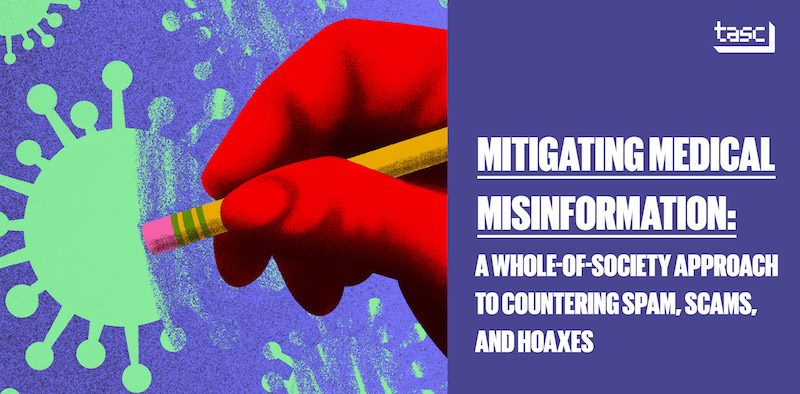 tasc
MITIGATING MEDICAL
MISINFORMATION:
A WHOLE-OF-SOCIETY APPROACH
TO COUNTERING SPAM, SCAMS,
AND HOAXES